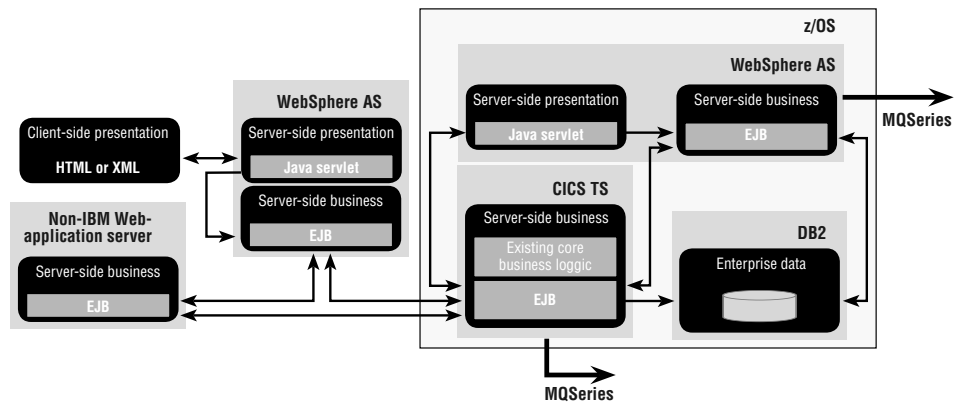 z/OS
WebSphere AS
Server-side presentation
Java servlet
Server-side business
EJB
MQSeries
WebSphere AS
Server-side presentation
Java servlet
Server-side business
EJB
Client-side presentation
HTML or XML
Non-IBM Web-
application server
Server-side business
EJB
CICS TS
Server-side business
Existing core
business loggic
EJB
DB2
Enterprise data
MQSeries